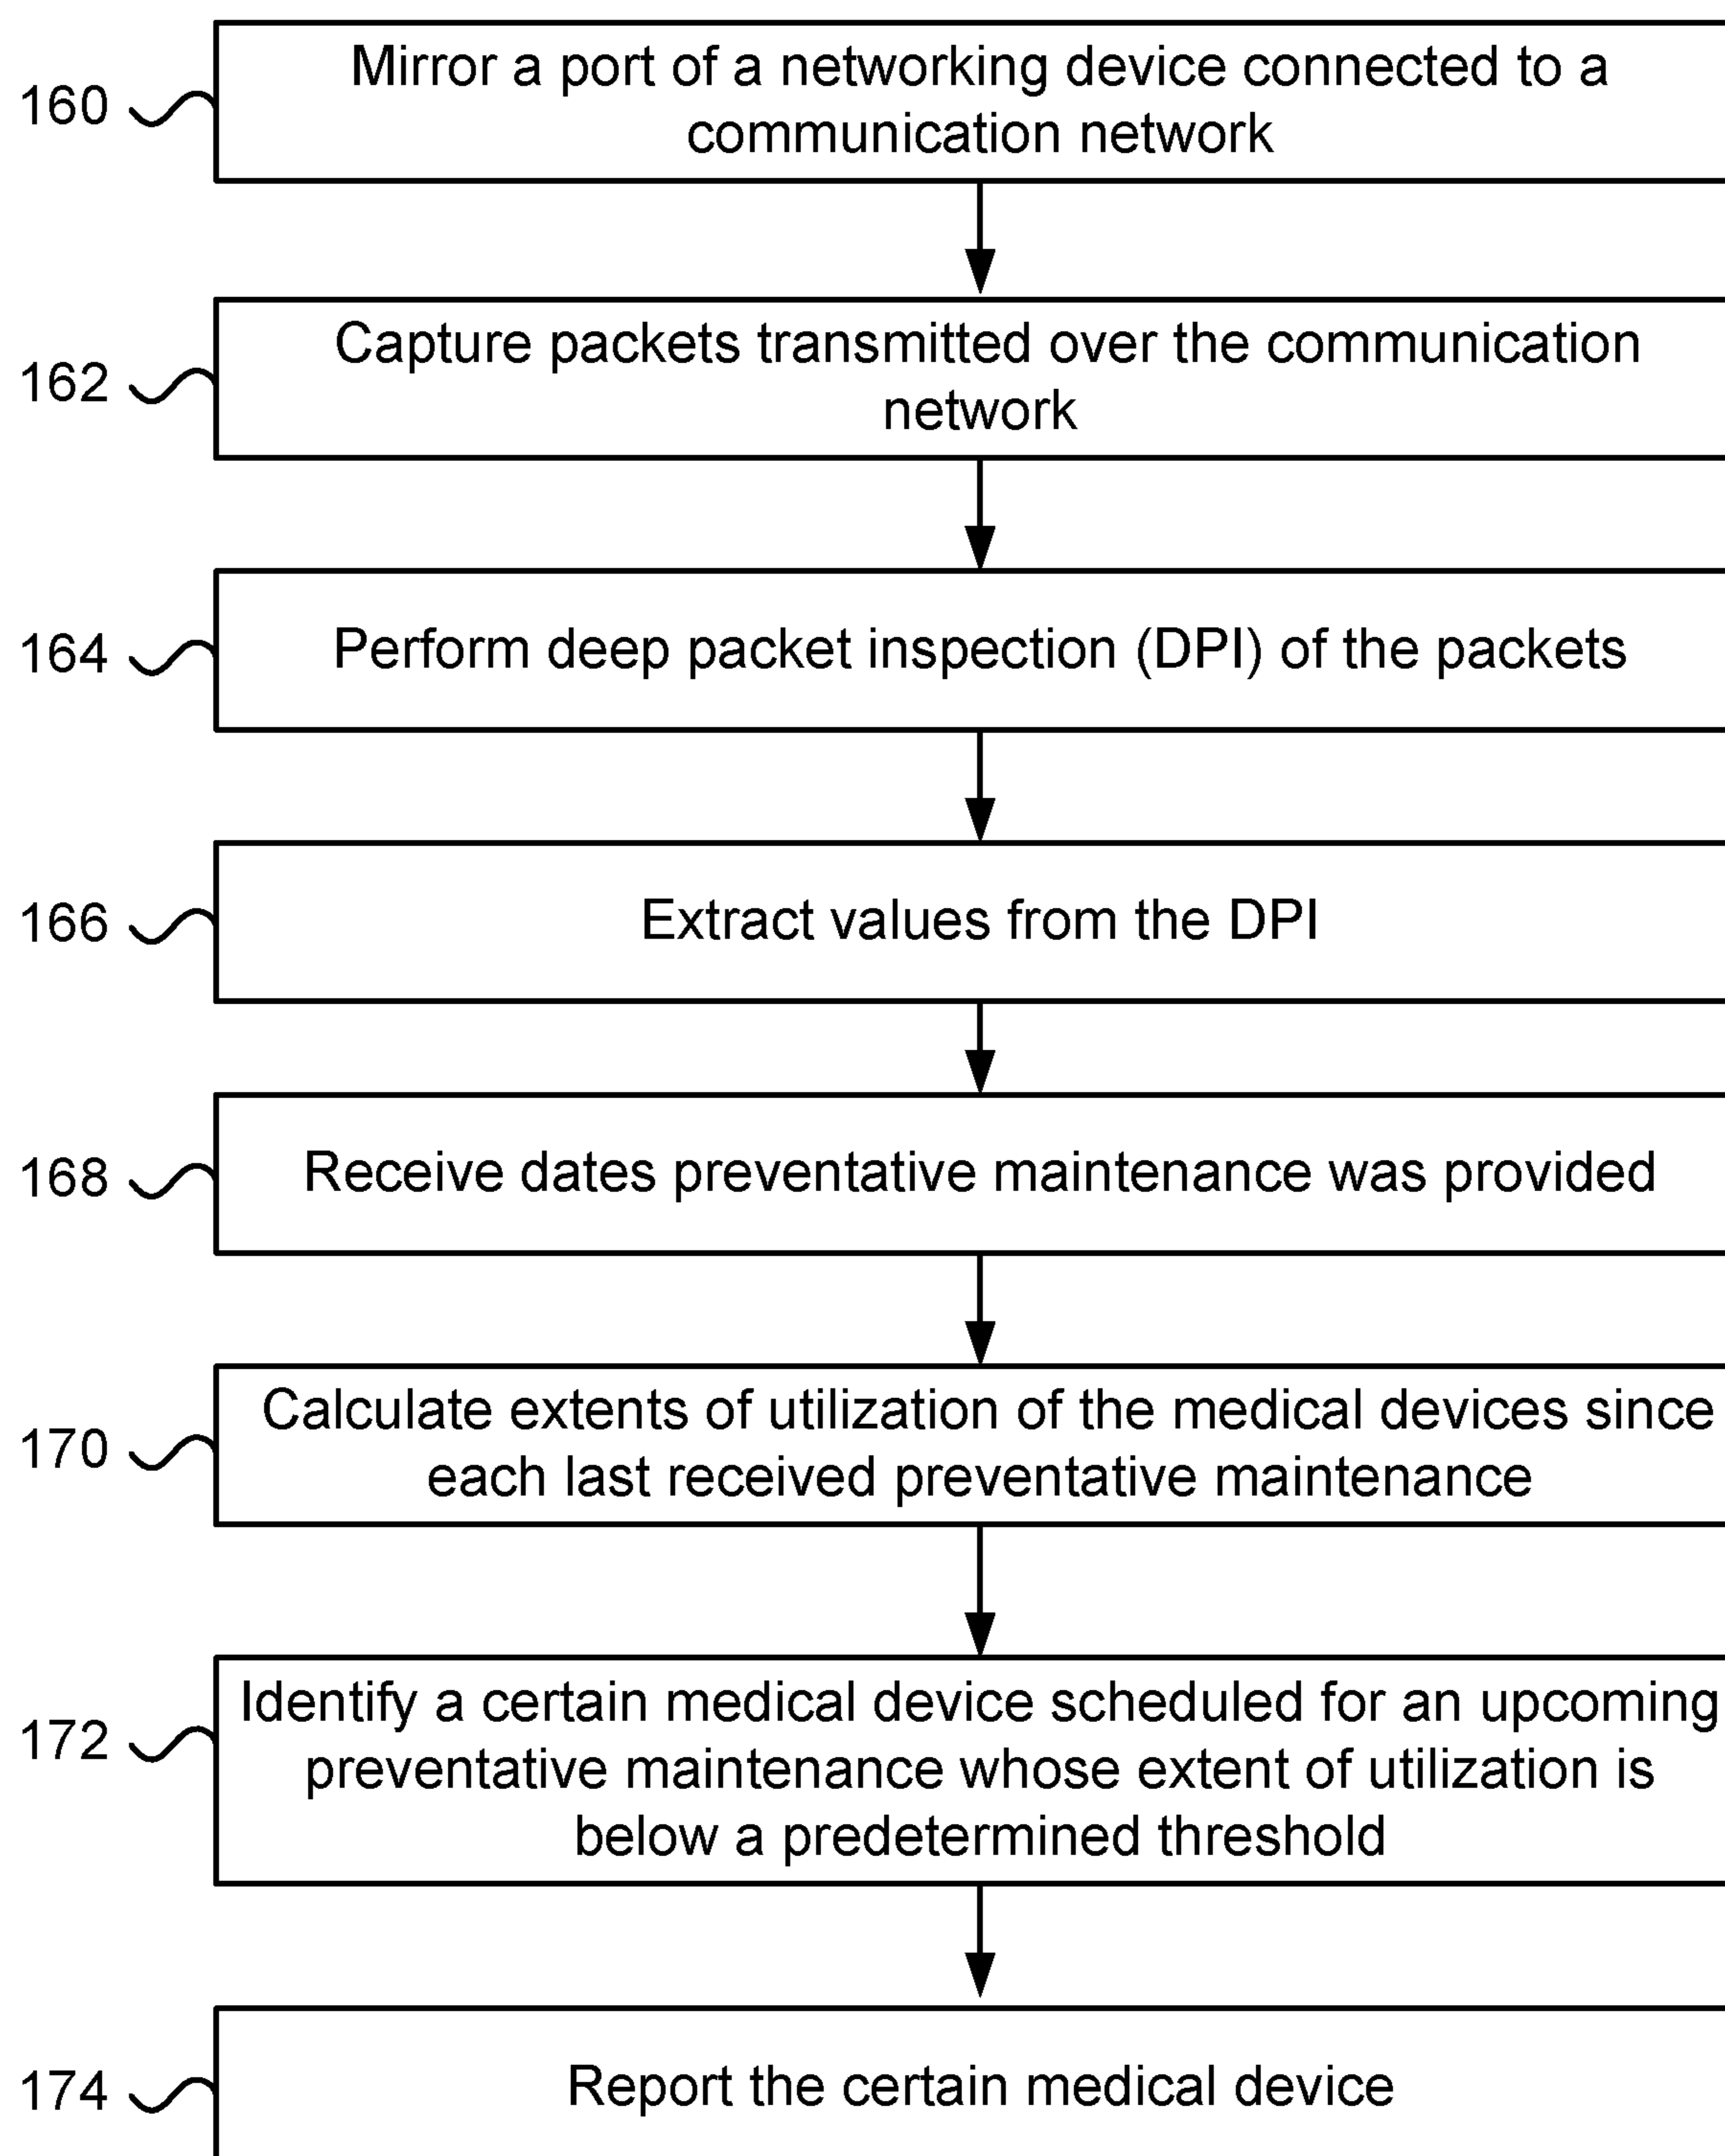 160
Mirror a port of a networking device connected to a
communication network
162
Capture packets transmitted over the communication
network
164
Perform deep packet inspection (DPI) of the packets
166
Extract values from the DPI
168
Receive dates preventative maintenance was provided
170
Calculate extents of utilization of the medical devices since
each last received preventative maintenance
172
Identify a certain medical device scheduled for an upcoming
preventative maintenance whose extent of utilization is
below a predetermined threshold
174
Report the certain medical device